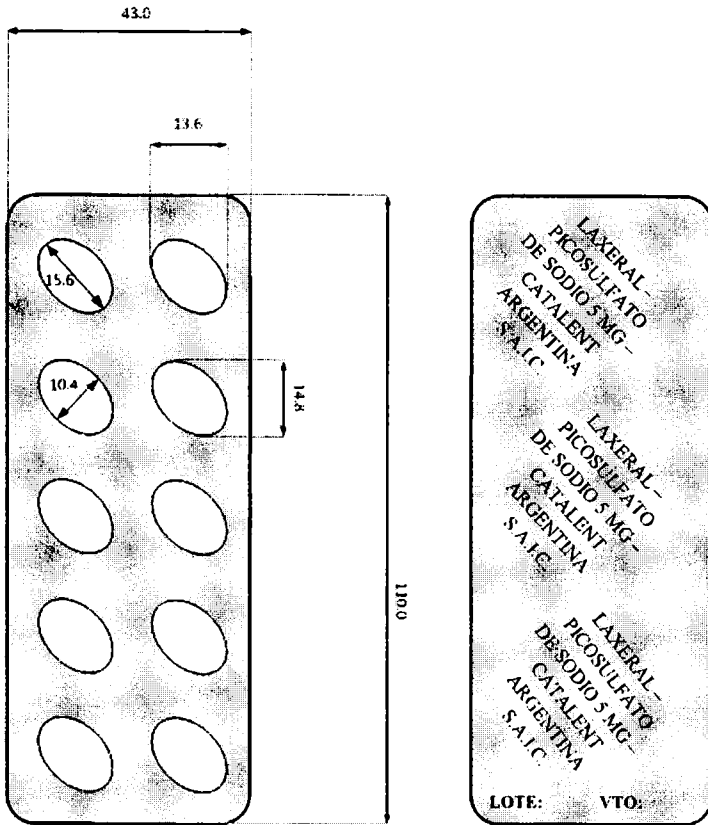 43.0
13.6
15.6
10.4
14.8
110.0
LAXERAL –
PICOSULFATO
DE SODIO 5 MG –
CATALENT
ARGENTINA
S.A.I.C.
LAXERAL –
PICOSULFATO
DE SODIO 5 MG –
CATALENT
ARGENTINA
S.A.I.C.
LAXERAL –
PICOSULFATO
DE SODIO 5 MG –
CATALENT
ARGENTINA
S.A.I.C.
LOTE: VTO: